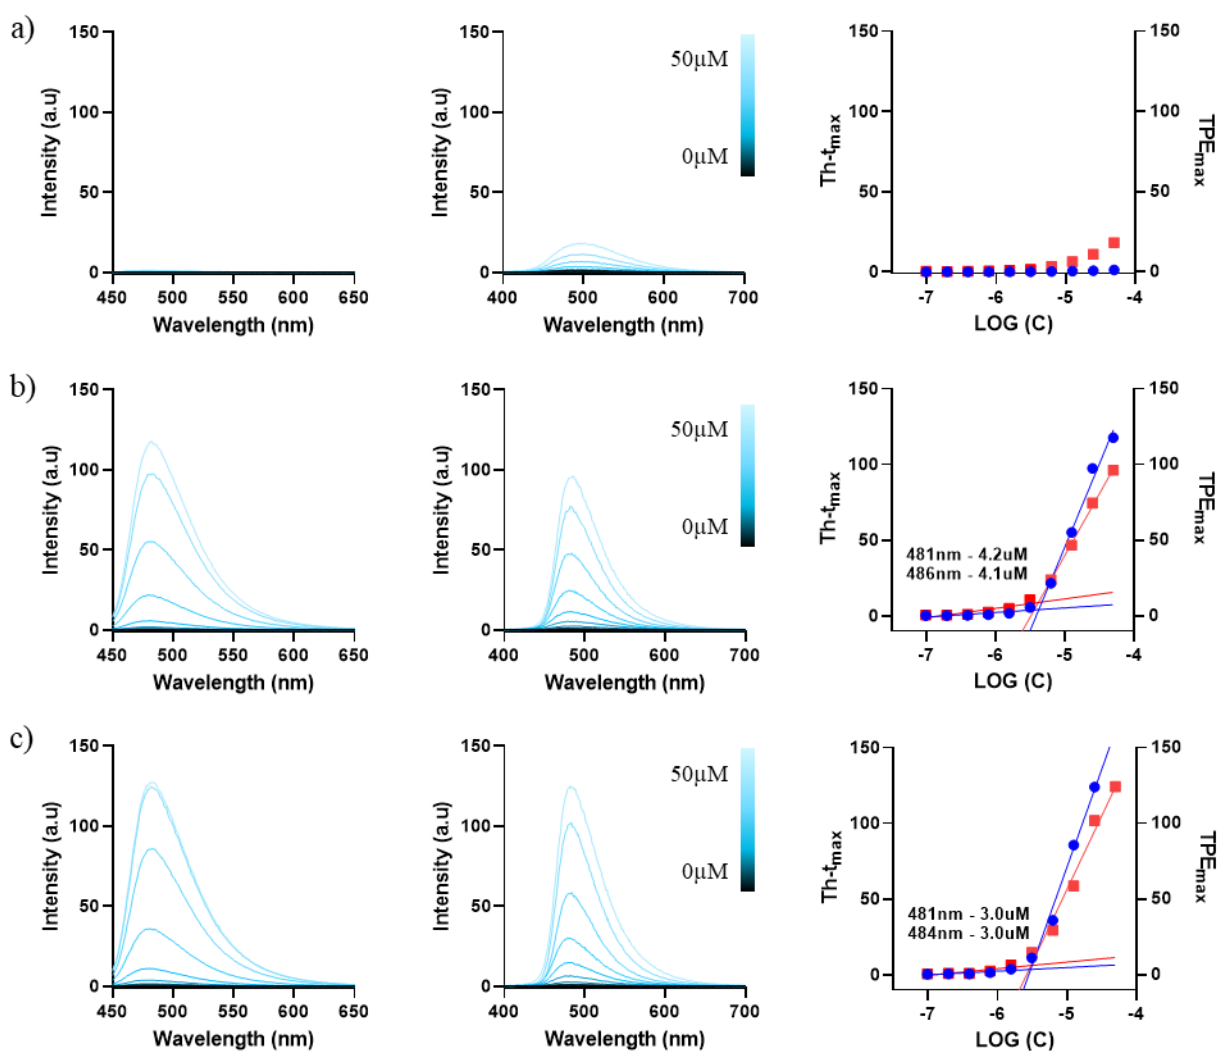 a)
150
100
50
0
Intensity (a.u)
450 500 550 600 650
Wavelength (nm)
150
100
50
0
Intensity (a.u)
50µM
0µM
400 500 600 700
Wavelength (nm)
150
100
50
0
Th-tmax
150
100
50
0
TPEmax
-7 -6 -5 -4
LOG (C)
b)
150
100
50
0
Intensity (a.u)
450 500 550 600 650
Wavelength (nm)
150
100
50
0
Intensity (a.u)
50µM
0µM
400 500 600 700
Wavelength (nm)
150
100
50
0
Th-tmax
481nm - 4.2uM
486nm - 4.1uM
150
100
50
0
TPEmax
-7 -6 -5 -4
LOG (C)
c)
150
100
50
0
Intensity (a.u)
450 500 550 600 650
Wavelength (nm)
150
100
50
0
Intensity (a.u)
50µM
0µM
400 500 600 700
Wavelength (nm)
150
100
50
0
Th-tmax
481nm - 3.0uM
484nm - 3.0uM
150
100
50
0
TPEmax
-7 -6 -5 -4
LOG (C)